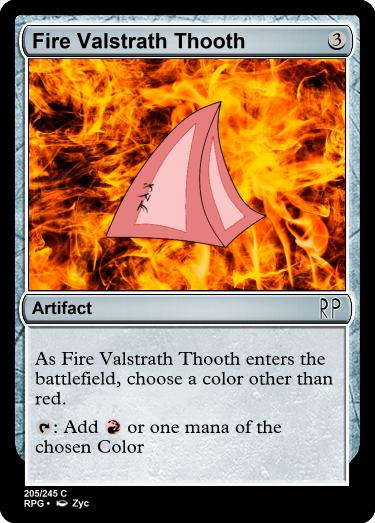 Fire Valstrath Thooth 3
Artifact RP
As Fire Valstrath Thooth enters the
battlefield, choose a color other than
red.
: Add or one mana of the
chosen Color
205/245 C
RPG • Zyc